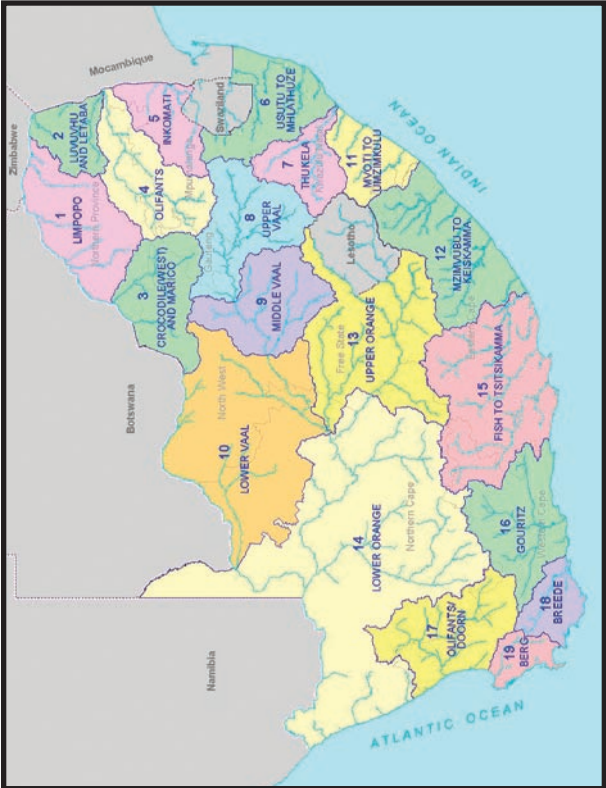 Zimbabwe
Mocambique
Botswana
Namibia
Swaziland
Lesotho
1
LIMPOPO
Northern Province
2
LUVUVHU
AND LETABA
3
CROCODILE(WEST)
AND MARICO
4
OLIFANTS
Mpumalanga
5
INKOMATI
6
USUTU TO
MHLATHUZE
7
THUKELA
8
UPPER
VAAL
Gauteng
9
MIDDLE VAAL
10
LOWER VAAL
North West
11
MVOTI TO
UMZIMKULU
12
MZIMVUBU TO
KEISKAMMA
Eastern Cape
13
UPPER ORANGE
Free State
14
LOWER ORANGE
Northern Cape
15
FISH TO TSITSIKAMMA
16
GOURITZ
Western Cape
17
OLIFANTS/
DOORN
18
BREEDE
19
BERG
INDIAN OCEAN
ATLANTIC OCEAN